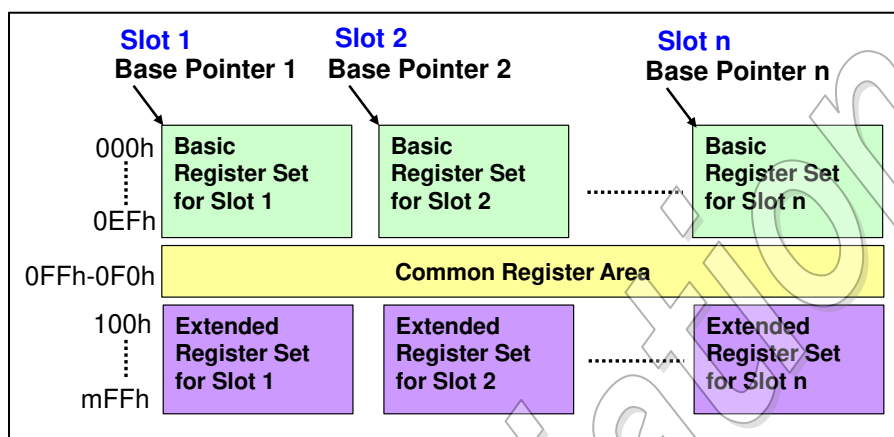 Slot 1
Base Pointer 1
Slot 2
Base Pointer 2
Slot n
Base Pointer n
000h
0EFh
Basic
Register Set
for Slot 1
Basic
Register Set
for Slot 2
Basic
Register Set
for Slot n
0FFh-0F0h
Common Register Area
100h
mFFh
Extended
Register Set
for Slot 1
Extended
Register Set
for Slot 2
Extended
Register Set
for Slot n